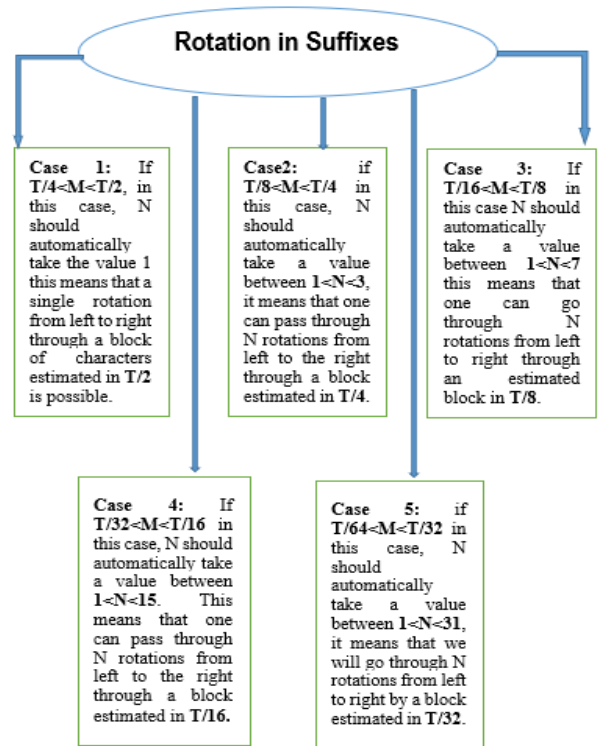 Rotation in Suffixes
Case 1: If
T/4<M<T/2, in
this case, N
should
automatically
take the value 1
this means that a
single rotation
from left to right
through a block
of characters
estimated in T/2
is possible.
Case2: if
T/8<M<T/4 in
this case, N
should
automatically
take a value
between 1<N<3,
it means that one
can pass through
N rotations from
left to the right
through a block
estimated in T/4.
Case 3: If
T/16<M<T/8 in
this case N should
automatically
take a value
between 1<N<7
this means that
one can go
through N
rotations from left
to right through
an estimated
block in T/8.
Case 4: If
T/32<M<T/16 in
this case, N should
automatically take
a value between
1<N<15. This
means that one
can pass through
N rotations from
left to the right
through a block
estimated in T/16.
Case 5: if
T/64<M<T/32 in
this case, N
should
automatically
take a value
between 1<N<31,
it means that we
will go through N
rotations from left
to right by a block
estimated in T/32.